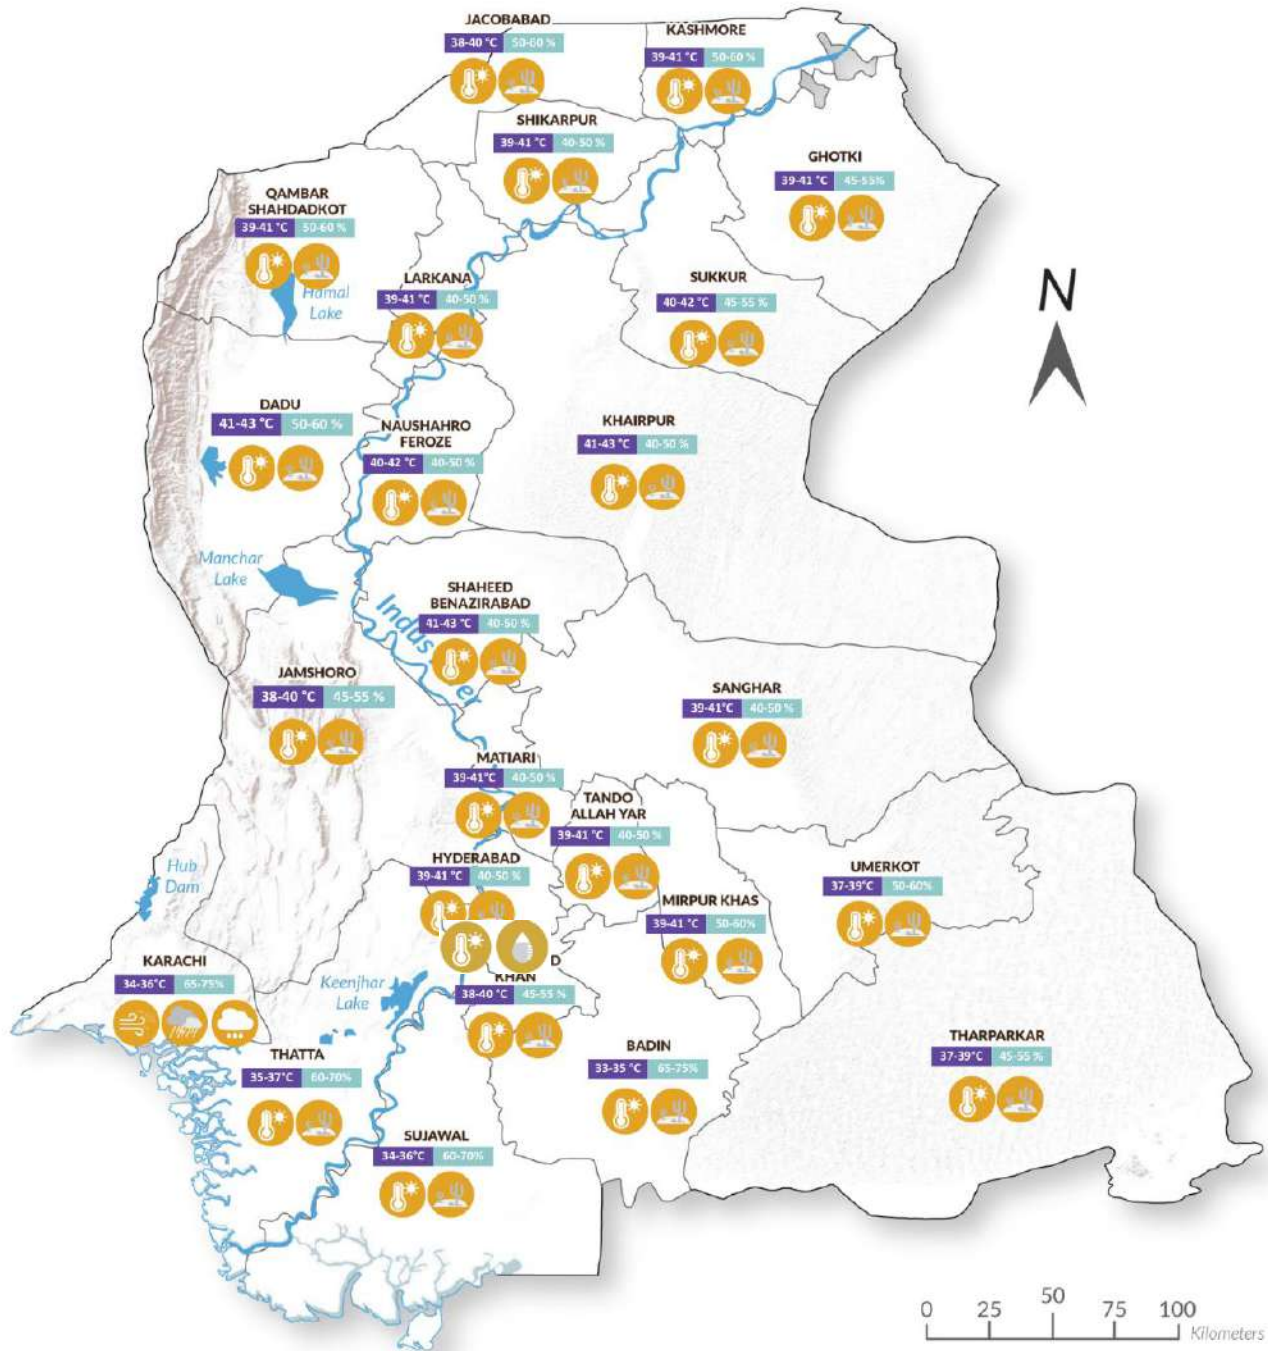 JACOBABAD
38-40 °C 50-60 %
KASHMORE
39-41 °C 50-60 %
SHIKARPUR
39-41 °C 40-50 %
GHOTKI
39-41 °C 45-55%
QAMBAR
SHAHDADKOT
39-41 °C 50-60 %
Hamal
Lake
LARKANA
39-41 °C 40-50 %
SUKKUR
40-42 °C 45-55 %
N
DADU
41-43 °C 50-60 %
NAUSHAHRO
FEROZE
40-42 °C 40-50 %
KHAIRPUR
41-43 °C 40-50 %
Manchar
Lake
Indus
er
SHAHEED
BENAZIRABAD
41-43 °C 40-50 %
JAMSHORO
38-40 °C 45-55 %
SANGHAR
39-41°C 40-50 %
MATIARI
39-41°C 40-50 %
TANDO
ALLAH YAR
39-41 °C 40-50 %
HYDERABAD
39-41 °C 40-50 %
UMERKOT
37-39°C 50-60%
MIRPUR KHAS
39-41 °C 50-60%
Hub
Dam
KARACHI
34-36°C 65-75%
Keenjhar
Lake
D
KHAN
38-40 °C 45-55 %
THATTA
35-37°C 60-70%
BADIN
33-35 °C 65-75%
THARPARKAR
37-39°C 45-55 %
SUJAWAL
34-36°C 60-70%
0 25 50 75 100
Kilometers